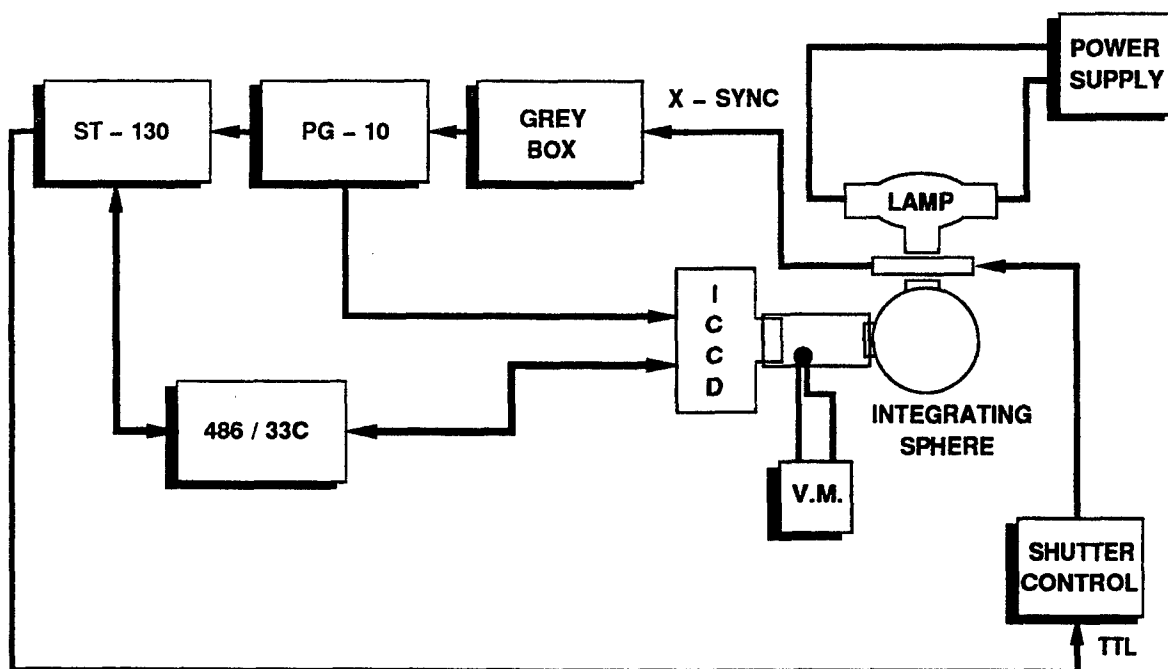 POWER
SUPPLY
ST – 130
PG – 10
GREY
BOX
X – SYNC
LAMP
I
C
C
D
486 / 33C
INTEGRATING
SPHERE
V.M.
SHUTTER
CONTROL
TTL